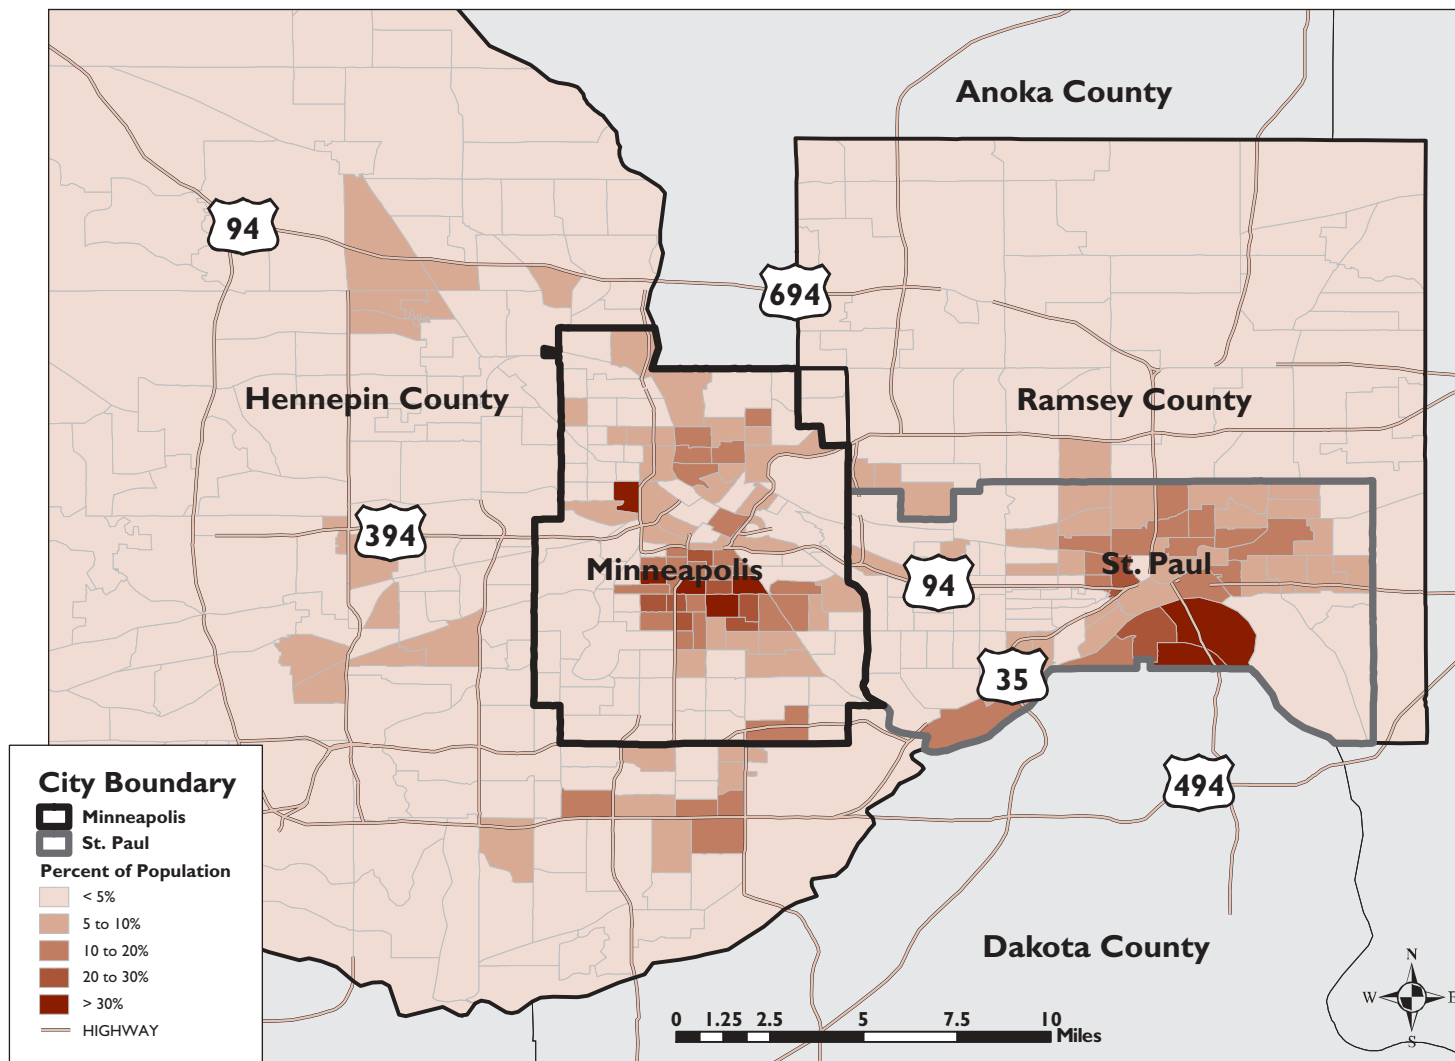 Anoka County
94
694
Hennepin County
Ramsey County
394
Minneapolis
St. Paul
94
35
494
City Boundary
Minneapolis
St. Paul
Percent of Population
< 5%
5 to 10%
10 to 20%
20 to 30%
> 30%
HIGHWAY
Dakota County
N
W E
S
0 1.25 2.5 5 7.5 10
Miles